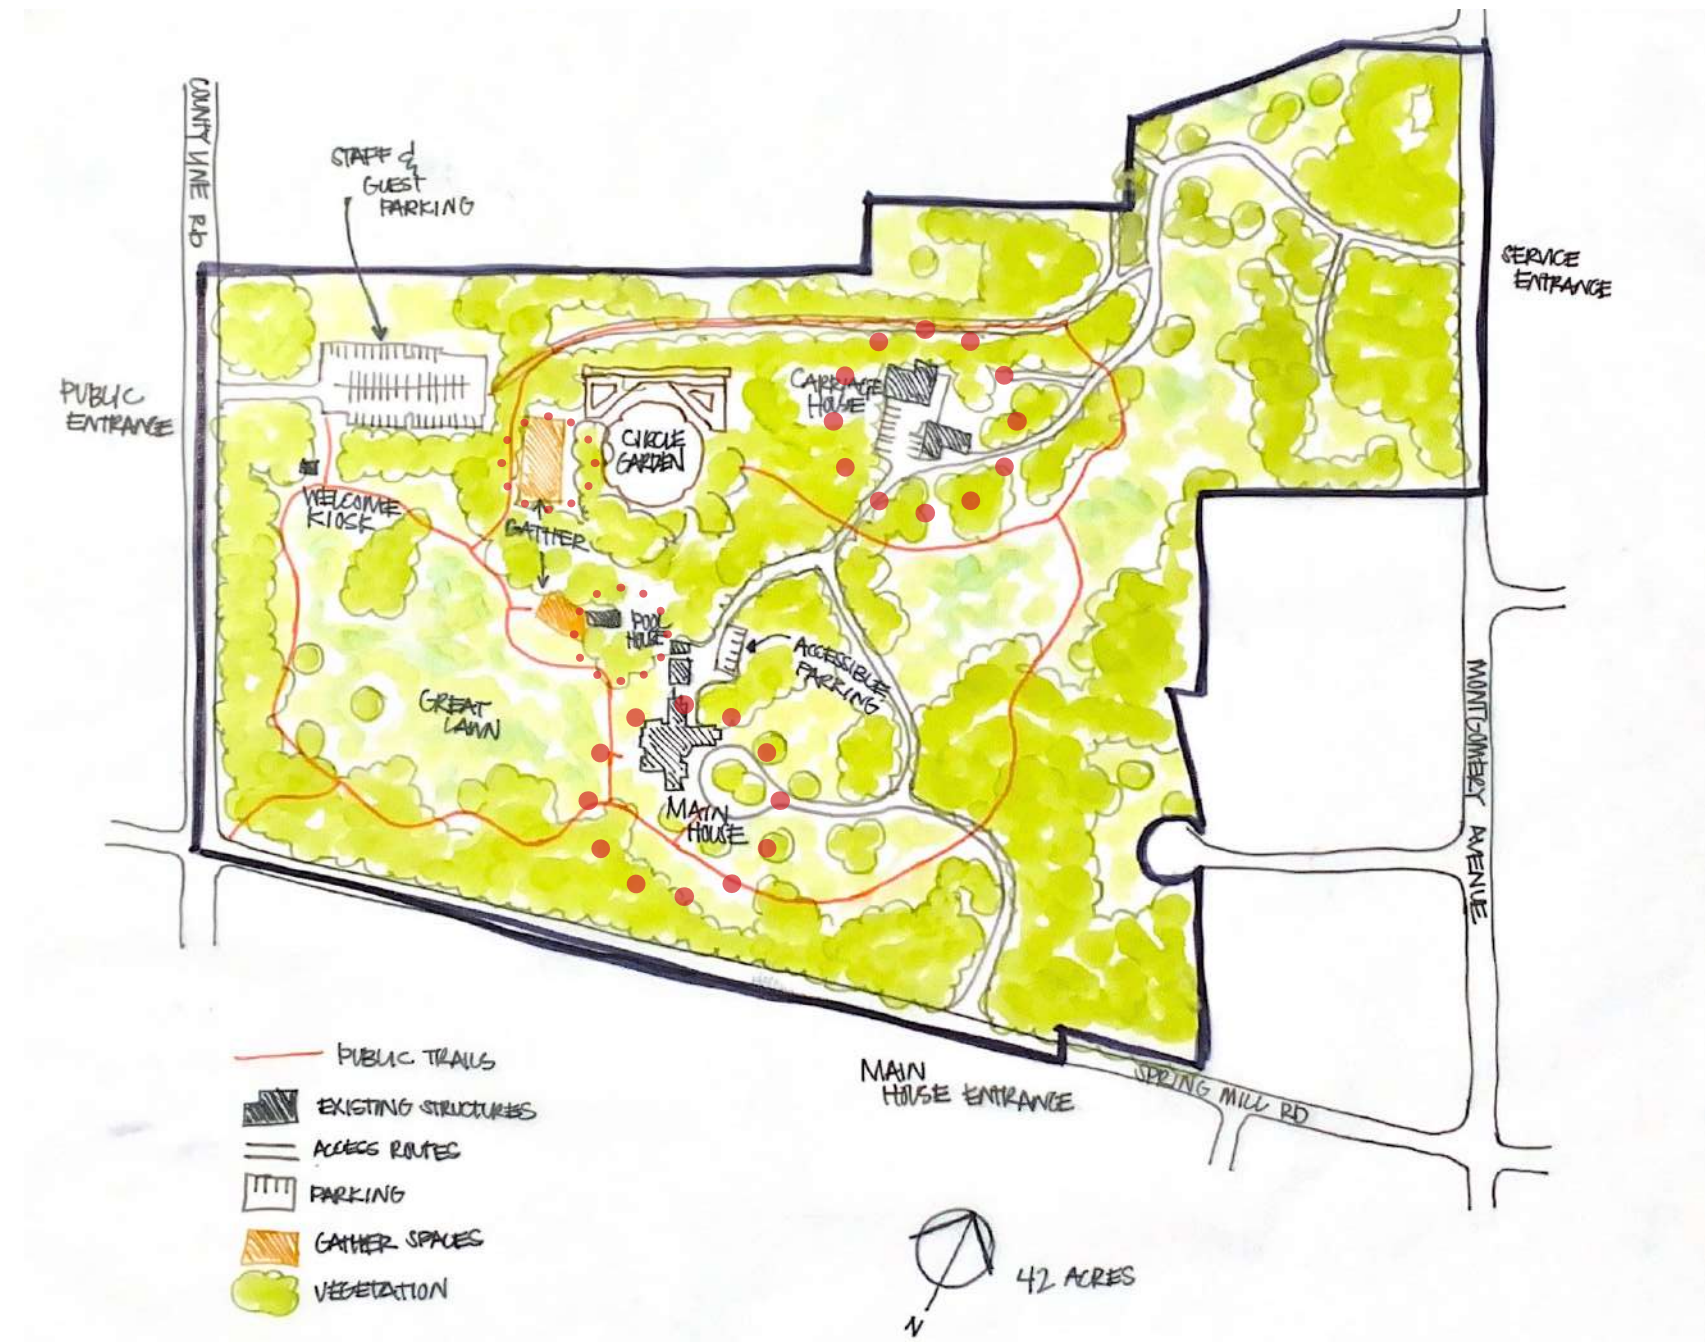 COUNTY LINE RD
STAFF &
GUEST
PARKING
SERVICE
ENTRANCE
PUBLIC
ENTRANCE
CARRIAGE
HOUSE
CIRCLE
GARDEN
WELCOME
KIOSK
GATHER
POOL
HOUSE
ACCESSIBLE
PARKING
GREAT
LAWN
MAIN
HOUSE
MONTGOMERY AVENUE
MAIN
HOUSE ENTRANCE
SPRING MILL RD
PUBLIC TRAILS
EXISTING STRUCTURES
ACCESS ROUTES
PARKING
GATHER SPACES
VEGETATION
42 ACRES
N